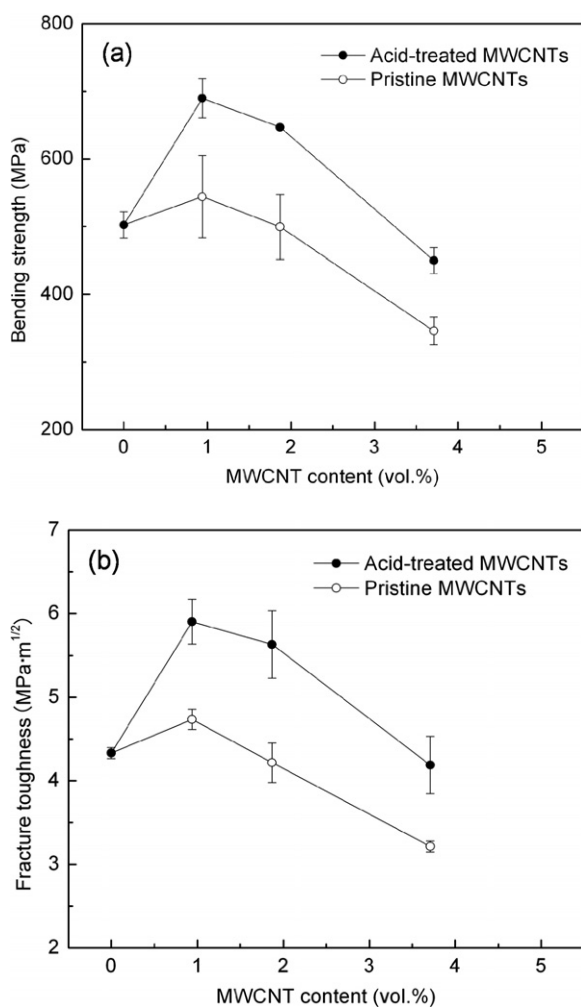 800
600
400
200
Bending strength (MPa)
(a)
Acid-treated MWCNTs
Pristine MWCNTs
0 1 2 3 4 5
MWCNT content (vol.%)
7
6
5
4
3
2
Fracture toughness (MPa·m^{1/2})
(b)
Acid-treated MWCNTs
Pristine MWCNTs
0 1 2 3 4 5
MWCNT content (vol.%)